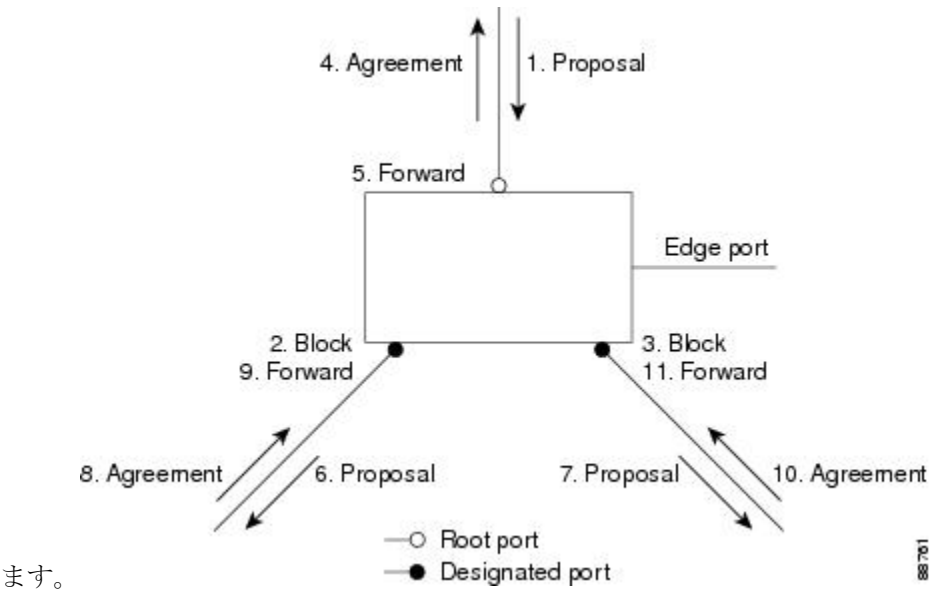 4. Agreement
1. Proposal
5. Forward
Edge port
2. Block
9. Forward
3. Block
11. Forward
8. Agreement
6. Proposal
7. Proposal
10. Agreement
Root port
Designated port
88761
ます。